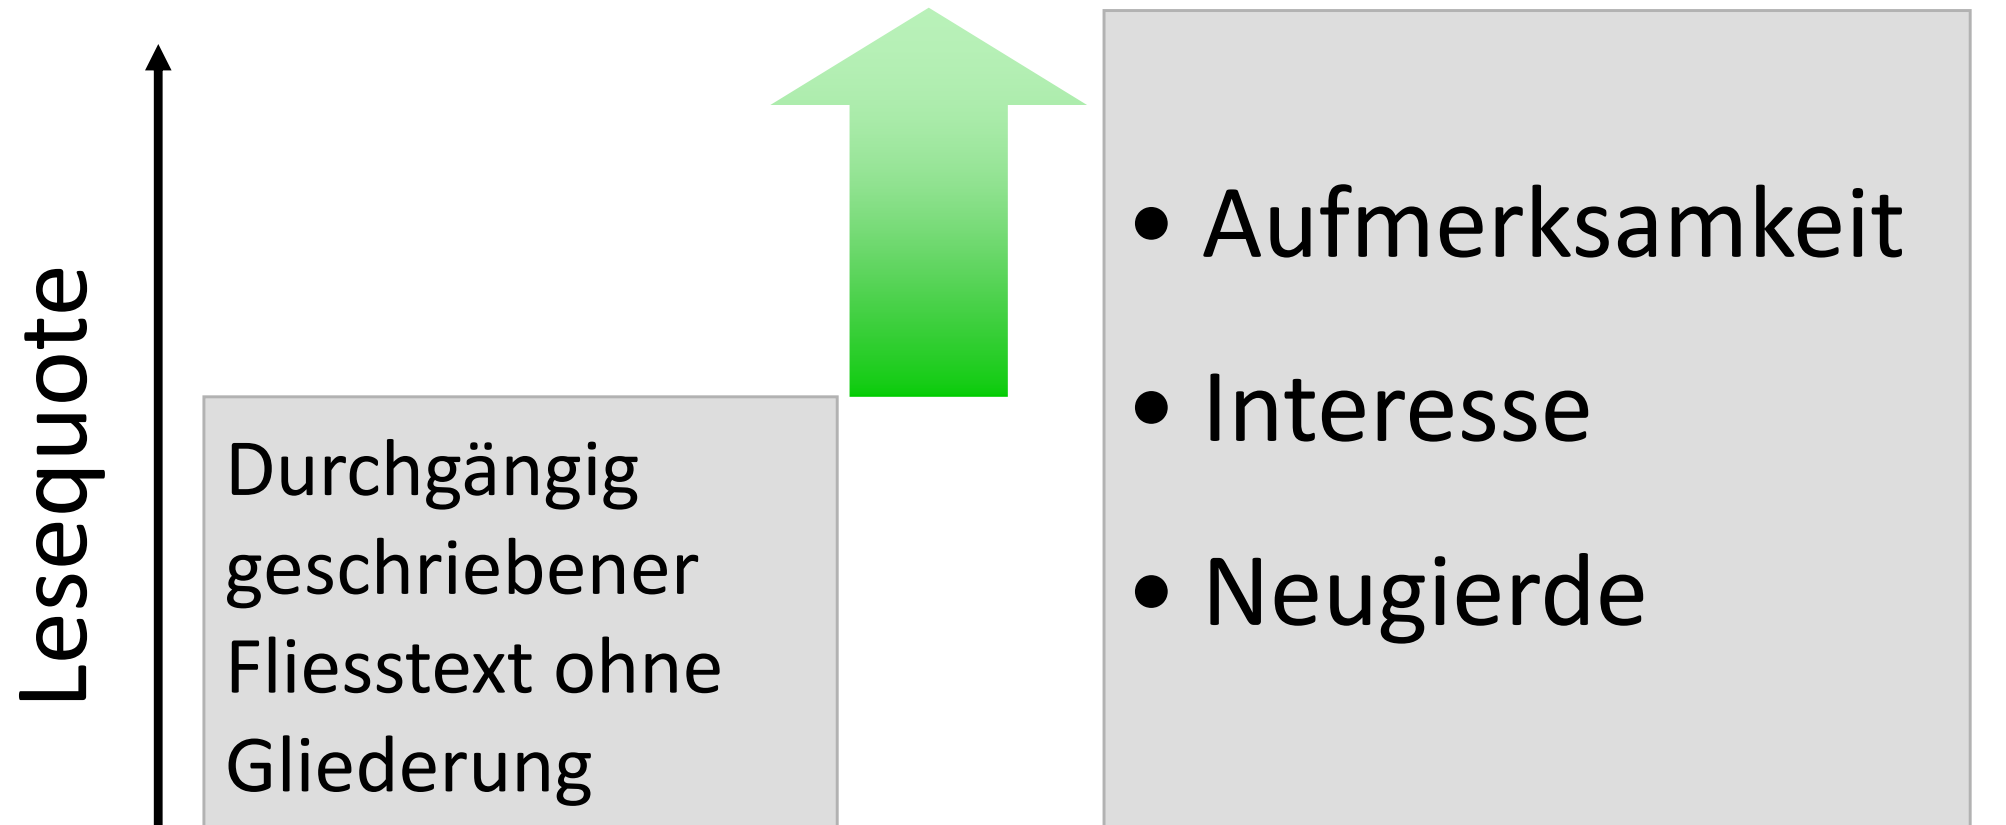 Lesequote
Durchgängig
geschriebener
Fliesstext ohne
Gliederung
• Aufmerksamkeit
• Interesse
• Neugierde